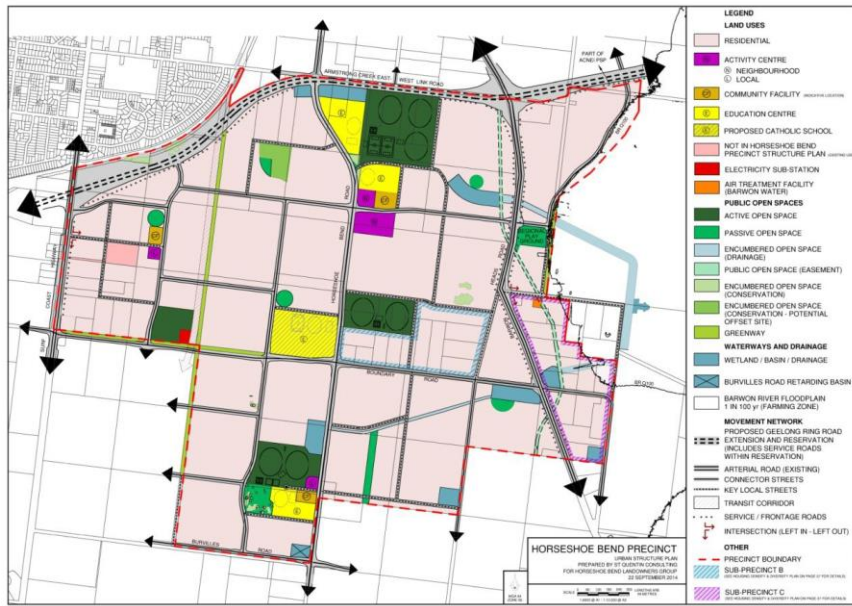 ARMSTRONG CREEK EAST WEST LINK ROAD
PART OF
ACNEI PSP
ROAD
BEND
HORSESHOE
REGIONAL
PLAY
GROUND
BOUNDARY ROAD
COAST
SURF
BURVILLES ROAD
HORSESHOE BEND PRECINCT
URBAN STRUCTURE PLAN
PREPARED BY ST QUENTIN CONSULTING
FOR HORSESHOE BEND LANDOWNERS GROUP
SCALE
LEGEND
LAND USES
RESIDENTIAL
ACTIVITY CENTRE
N NEIGHBOURHOOD
L LOCAL
COMMUNITY FACILITY
EDUCATION CENTRE
PROPOSED CATHOLIC SCHOOL
NOT IN HORSESHOE BEND
PRECINCT STRUCTURE PLAN
ELECTRICITY SUB-STATION
AIR TREATMENT FACILITY
(BARWON WATER)
PUBLIC OPEN SPACES
ACTIVE OPEN SPACE
PASSIVE OPEN SPACE
ENCUMBERED OPEN SPACE
(DRAINAGE)
PUBLIC OPEN SPACE (EASEMENT)
ENCUMBERED OPEN SPACE
(CONSERVATION)
ENCUMBERED OPEN SPACE
(CONSERVATION - POTENTIAL
OFFSET SITE)
GREENWAY
WATERWAYS AND DRAINAGE
WETLAND / BASIN / DRAINAGE
BURVILLES ROAD RETARDING BASIN
BARWON RIVER FLOODPLAIN
1 IN 100 yr (FARMING ZONE)
MOVEMENT NETWORK
PROPOSED GEELONG RING ROAD
EXTENSION AND RESERVATION
(INCLUDES SERVICE ROADS
WITHIN RESERVATION)
ARTERIAL ROAD (EXISTING)
CONNECTOR STREETS
KEY LOCAL STREETS
TRANSIT CORRIDOR
SERVICE / FRONTAGE ROADS
INTERSECTION (LEFT IN - LEFT OUT)
OTHER
PRECINCT BOUNDARY
SUB-PRECINCT B
SUB-PRECINCT C